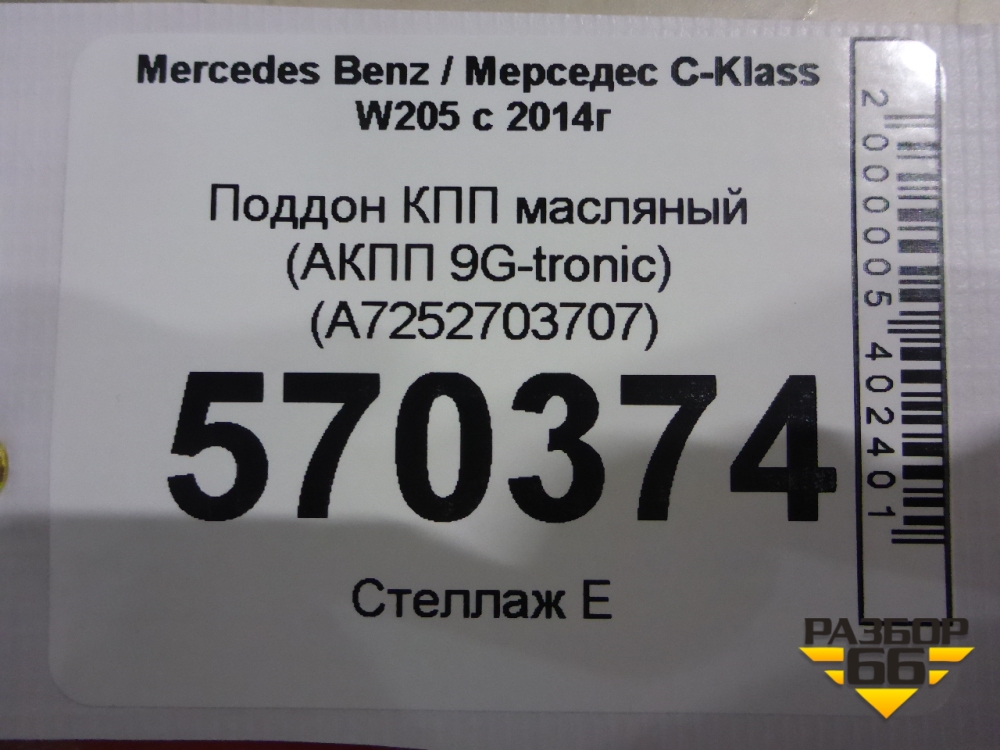 Mercedes Benz / Мерседес C-Klass
W205 с 2014г
Поддон КПП масляный
(АКПП 9G-tronic)
(A7252703707)
570374
Стеллаж Е
2000005402401
РАЗБОР
66